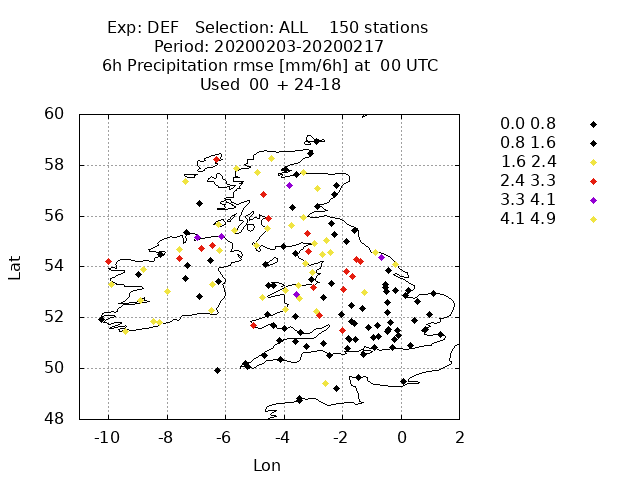 Exp: DEF Selection: ALL 150 stations
Period: 20200203-20200217
6h Precipitation rmse [mm/6h] at 00 UTC
Used 00 + 24-18
60
58
56
54
52
50
48
Lat
-10 -8 -6 -4 -2 0 2
Lon
0.0 0.8
0.8 1.6
1.6 2.4
2.4 3.3
3.3 4.1
4.1 4.9